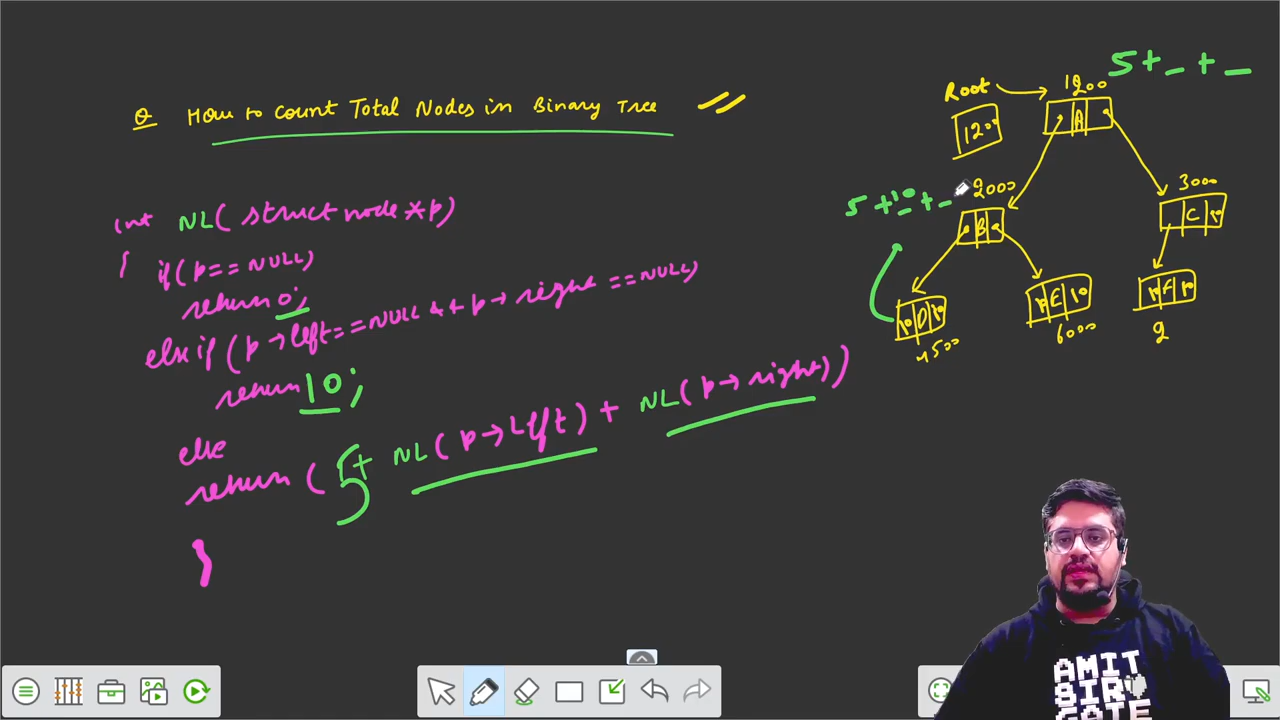 Q How to Count Total Nodes in Binary Tree
int NL( struct node *p)
{ if(p== NULL)
return 0;
else if (p→left==NULL && p→right ==NULL)
return 10;
else
return ( 5+ NL(p→Left) + NL(p→right))
}
5+_+_
Root 1200
1200 A
5 +10+_ 2000 3000
B C
D E F
4500 6000
AMIT
SIR
GATE